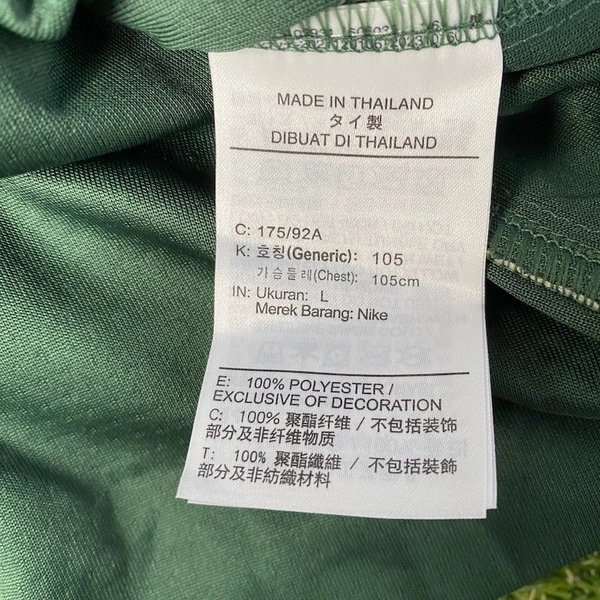 MADE IN THAILAND
タイ製
DIBUAT DI THAILAND
C: 175/92A
K: 호칭(Generic): 105
가슴둘레(Chest): 105cm
IN: Ukuran: L
Merek Barang: Nike
E: 100% POLYESTER /
EXCLUSIVE OF DECORATION
C: 100% 聚酯纤维 / 不包括装饰
部分及非纤维物质
T: 100% 聚酯纖維 / 不包括裝飾
部分及非紡織材料